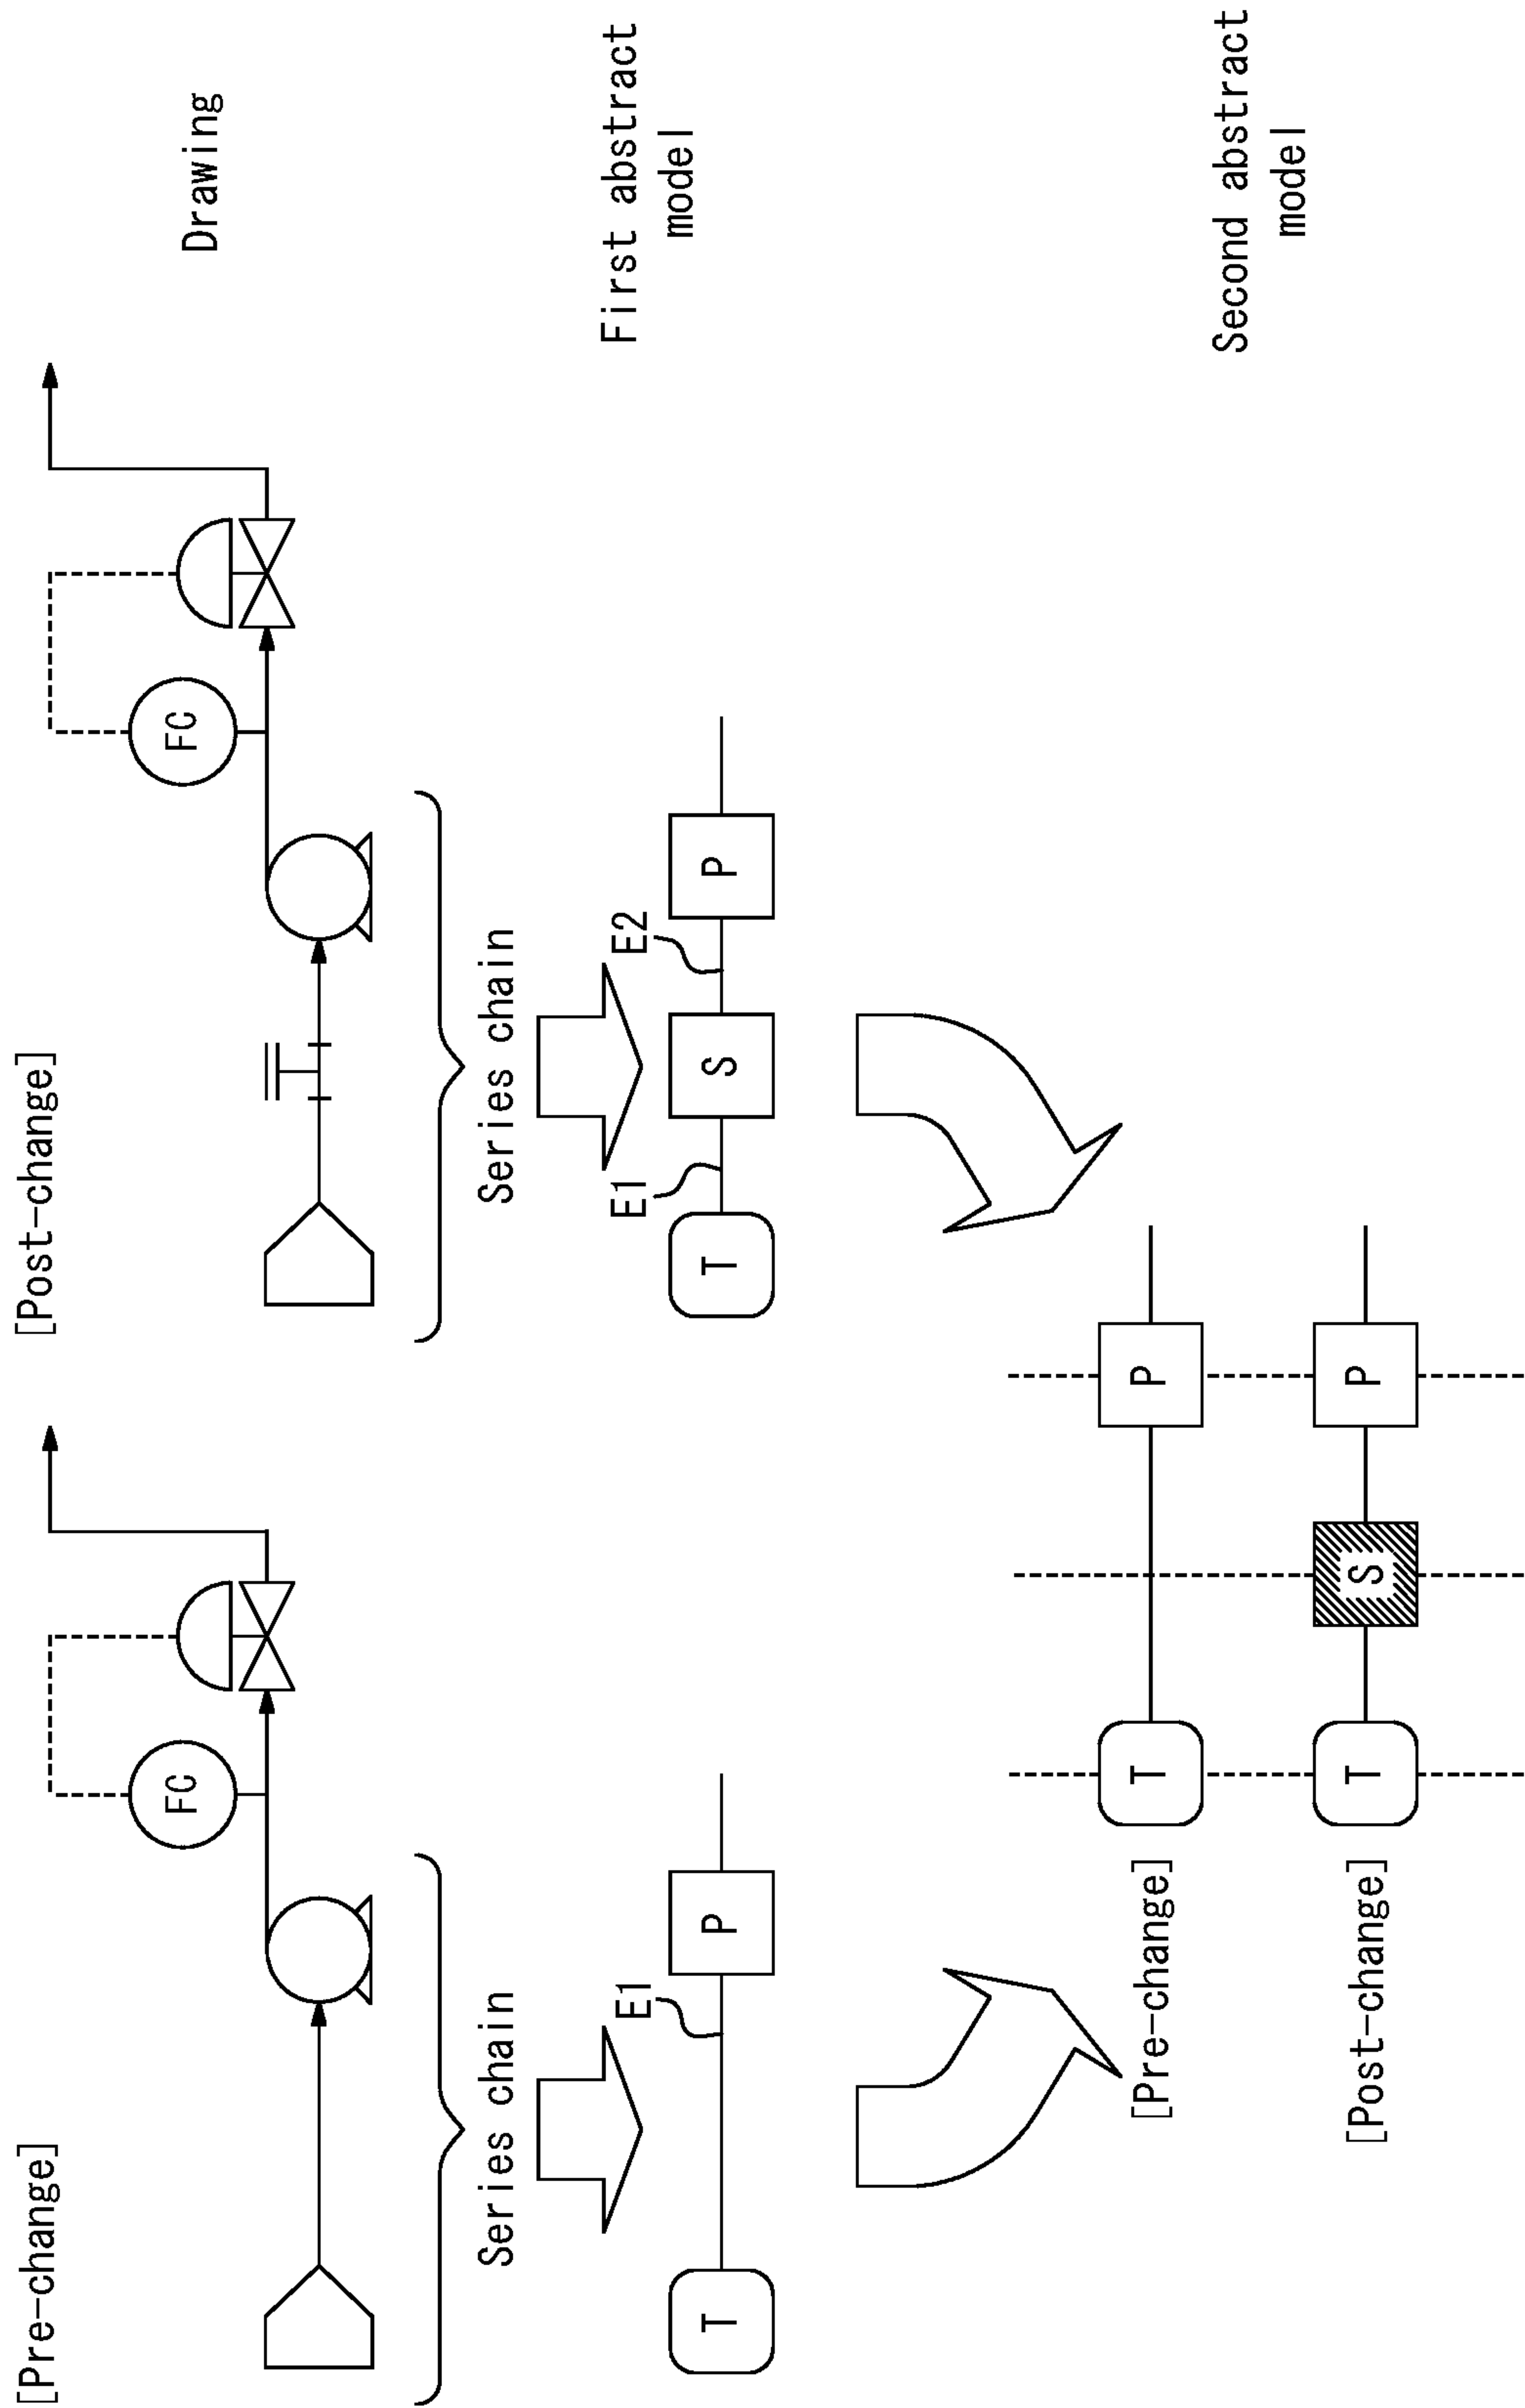 [Pre-change]
[Post-change]
FC
FC
Drawing
Series chain
Series chain
E1
E1
E2
First abstract
model
T
P
T
S
P
[Pre-change]
T
P
Second abstract
model
[Post-change]
T
S
P